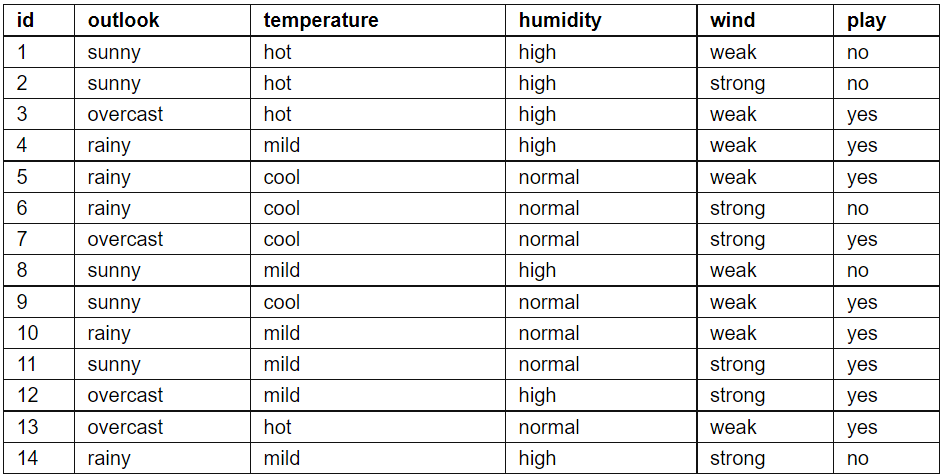 id outlook temperature humidity wind play
1 sunny hot high weak no
2 sunny hot high strong no
3 overcast hot high weak yes
4 rainy mild high weak yes
5 rainy cool normal weak yes
6 rainy cool normal strong no
7 overcast cool normal strong yes
8 sunny mild high weak no
9 sunny cool normal weak yes
10 rainy mild normal weak yes
11 sunny mild normal strong yes
12 overcast mild high strong yes
13 overcast hot normal weak yes
14 rainy mild high strong no